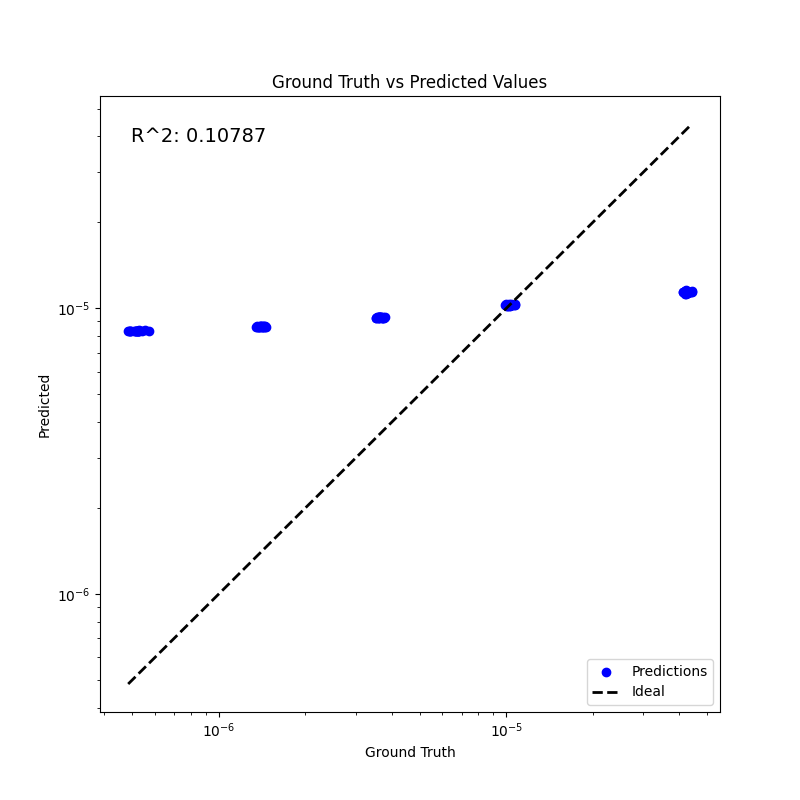 Ground Truth vs Predicted Values
R^2: 0.10787
10⁻⁵
10⁻⁶
Predicted
10⁻⁶
10⁻⁵
Ground Truth
Predictions
Ideal